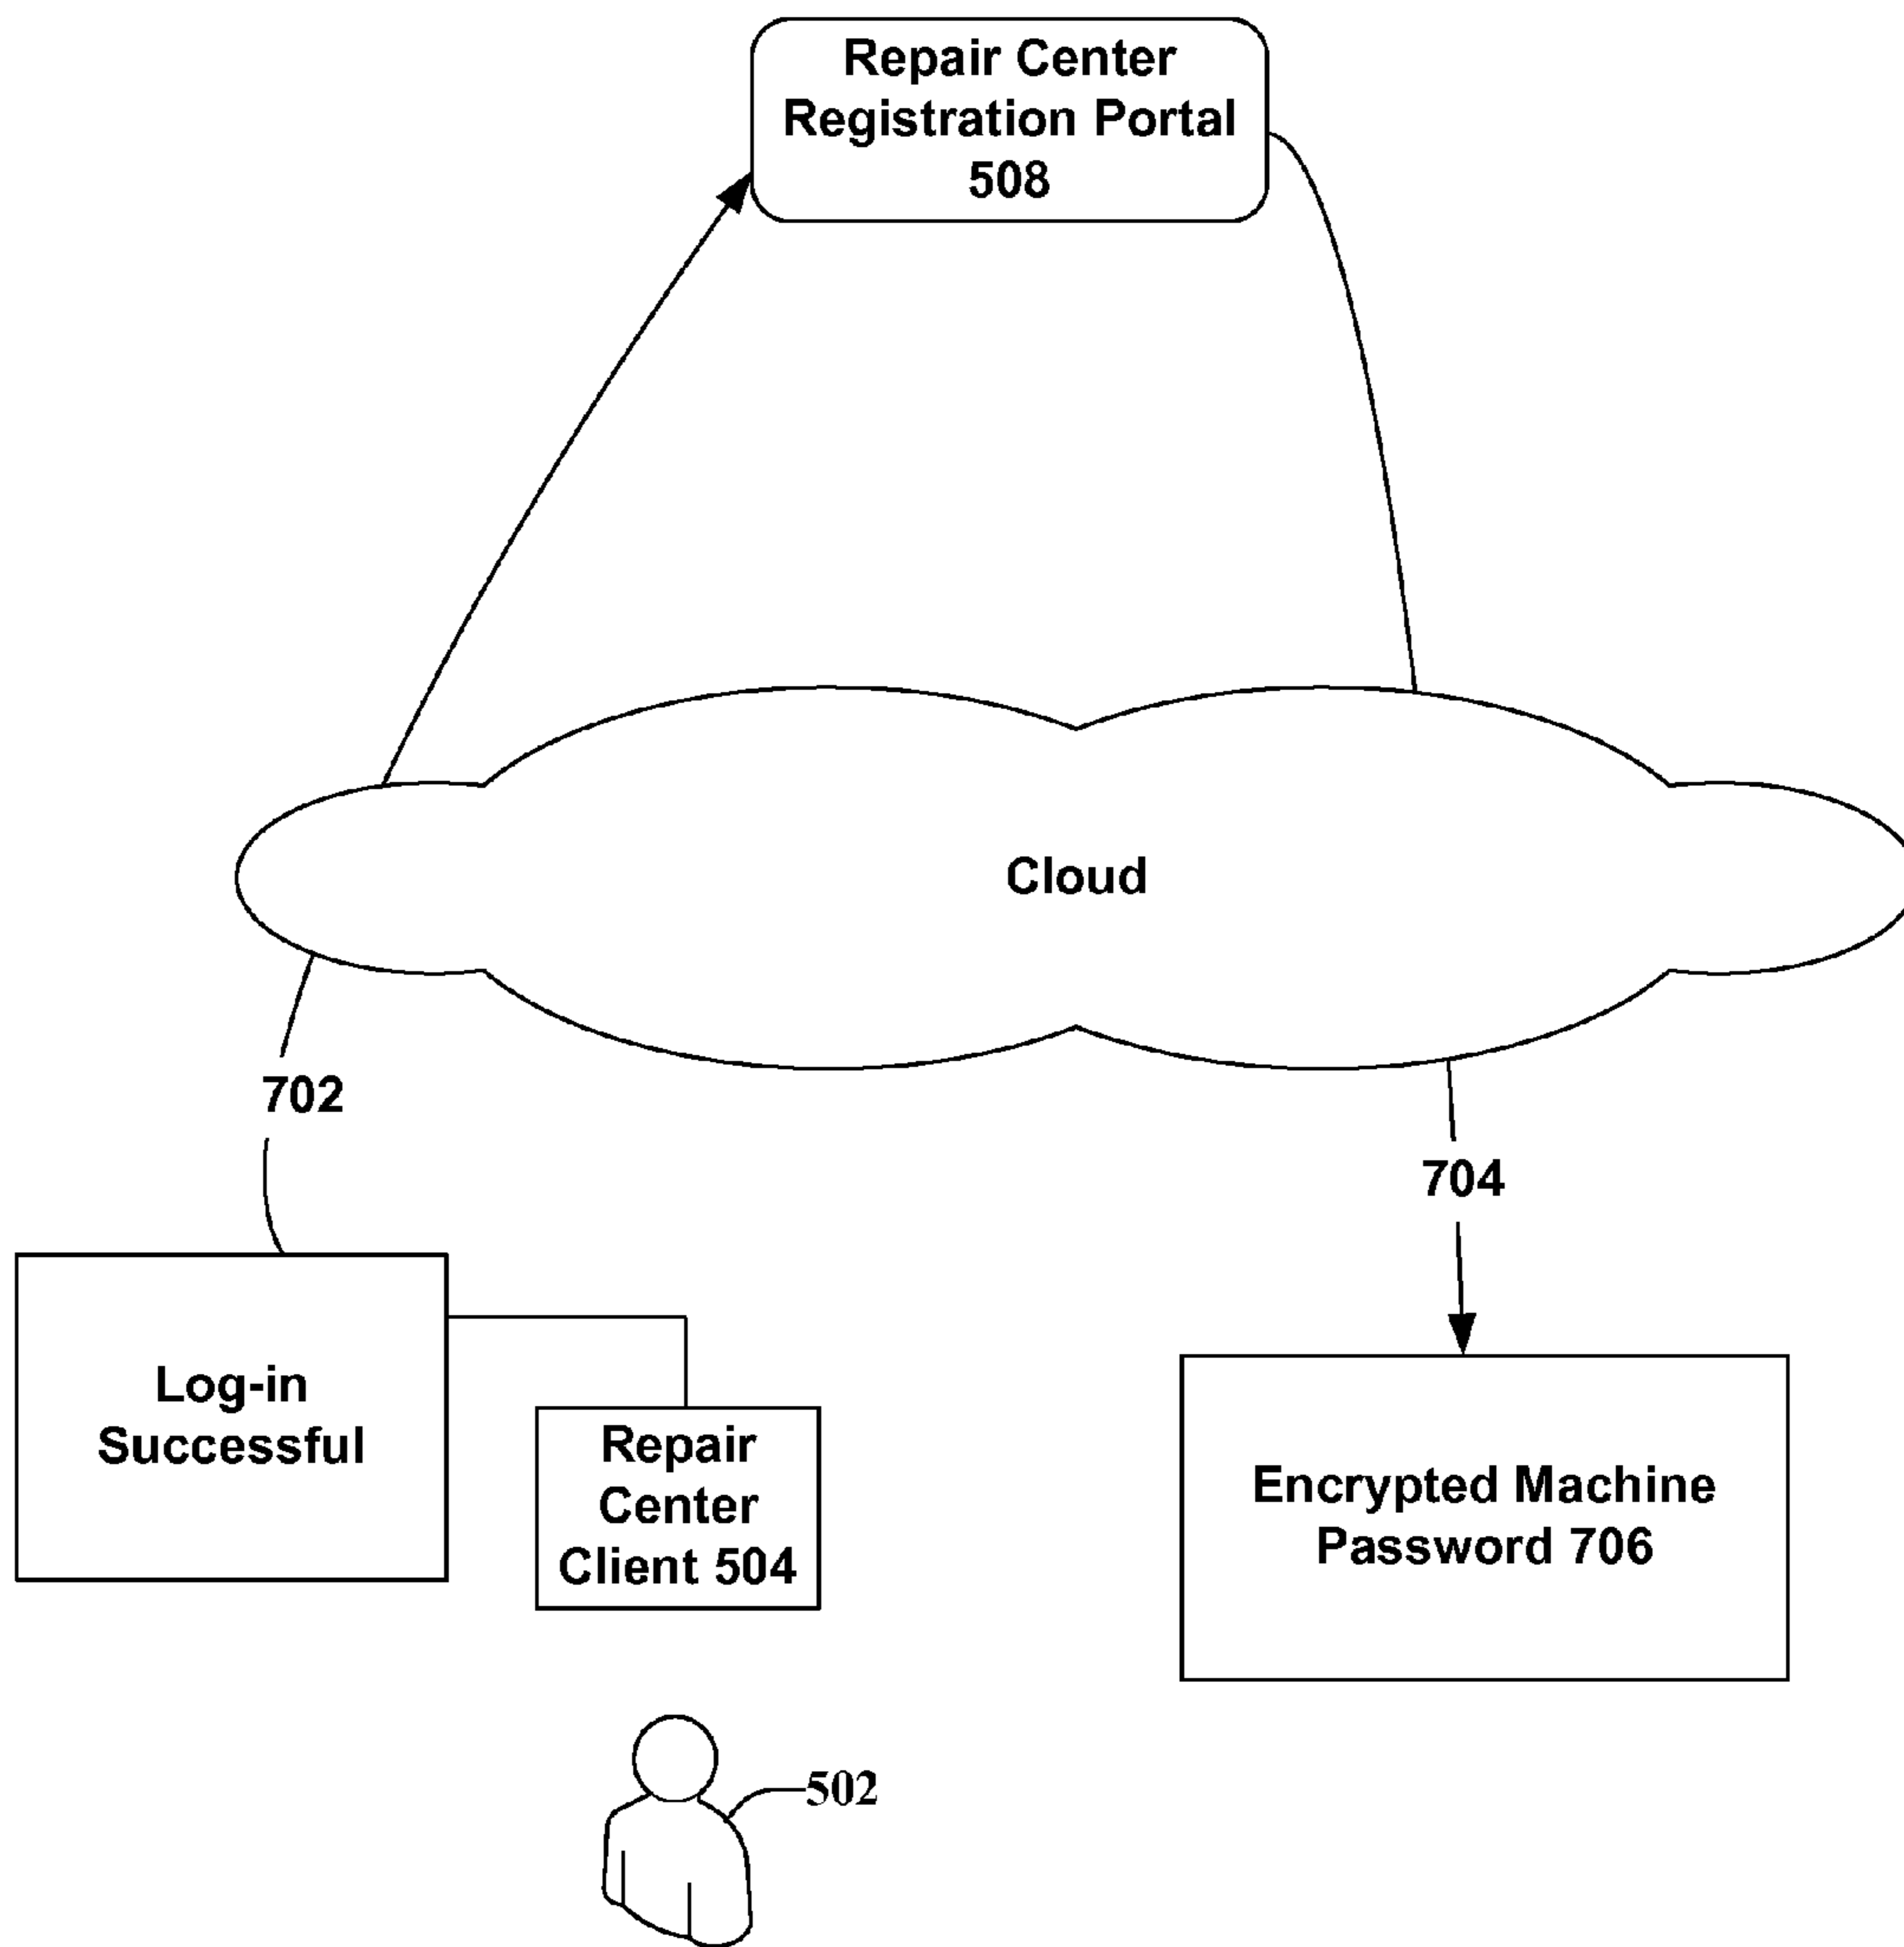 Repair Center
Registration Portal
508
Cloud
702
704
Log-in
Successful
Repair
Center
Client 504
Encrypted Machine
Password 706
502